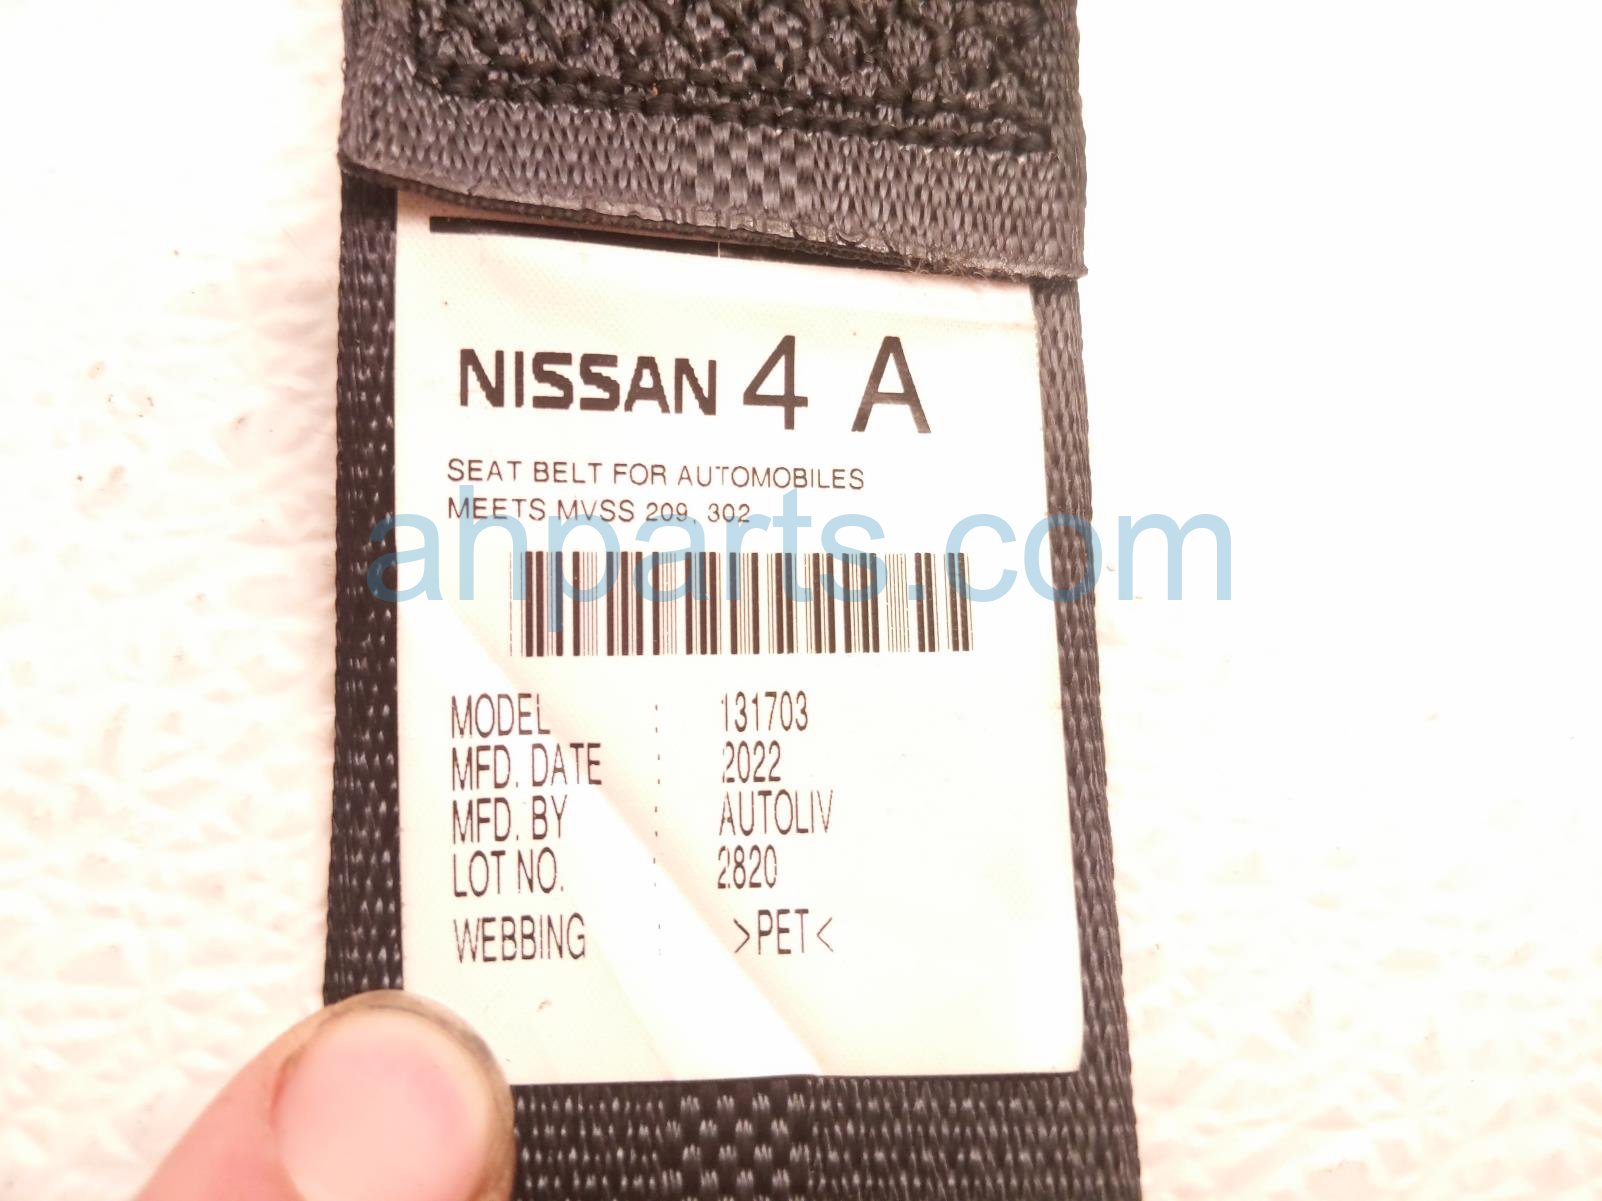 NISSAN 4 A
SEAT BELT FOR AUTOMOBILES
MEETS MVSS 209, 302
ahparts.com
MODEL : 131703
MFD. DATE : 2022
MFD. BY : AUTOLIV
LOT NO. : 2820
WEBBING : >PET<